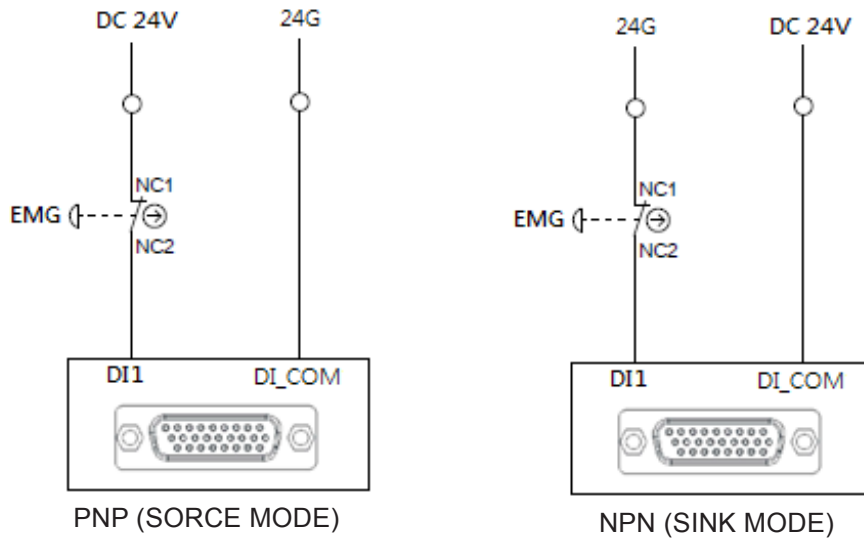 DC 24V
24G
NC1
EMG
NC2
DI1
DI_COM
PNP (SORCE MODE)
24G
DC 24V
NC1
EMG
NC2
DI1
DI_COM
NPN (SINK MODE)